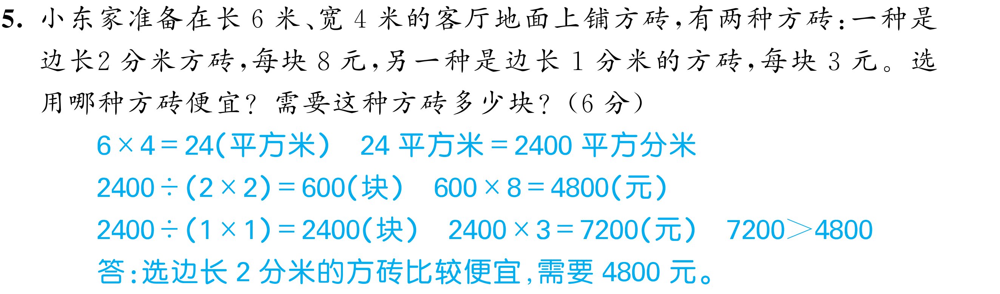 5. 小东家准备在长 6 米、宽 4 米的客厅地面上铺方砖,有两种方砖:一种是
边长2 分米方砖,每块 8 元,另一种是边长 1 分米的方砖,每块 3 元。选
用哪种方砖便宜?需要这种方砖多少块?(6 分)
6×4=24(平方米) 24 平方米=2400 平方分米
2400÷(2×2)=600(块) 600×8=4800(元)
2400÷(1×1)=2400(块) 2400×3=7200(元) 7200>4800
答:选边长 2 分米的方砖比较便宜,需要 4800 元。